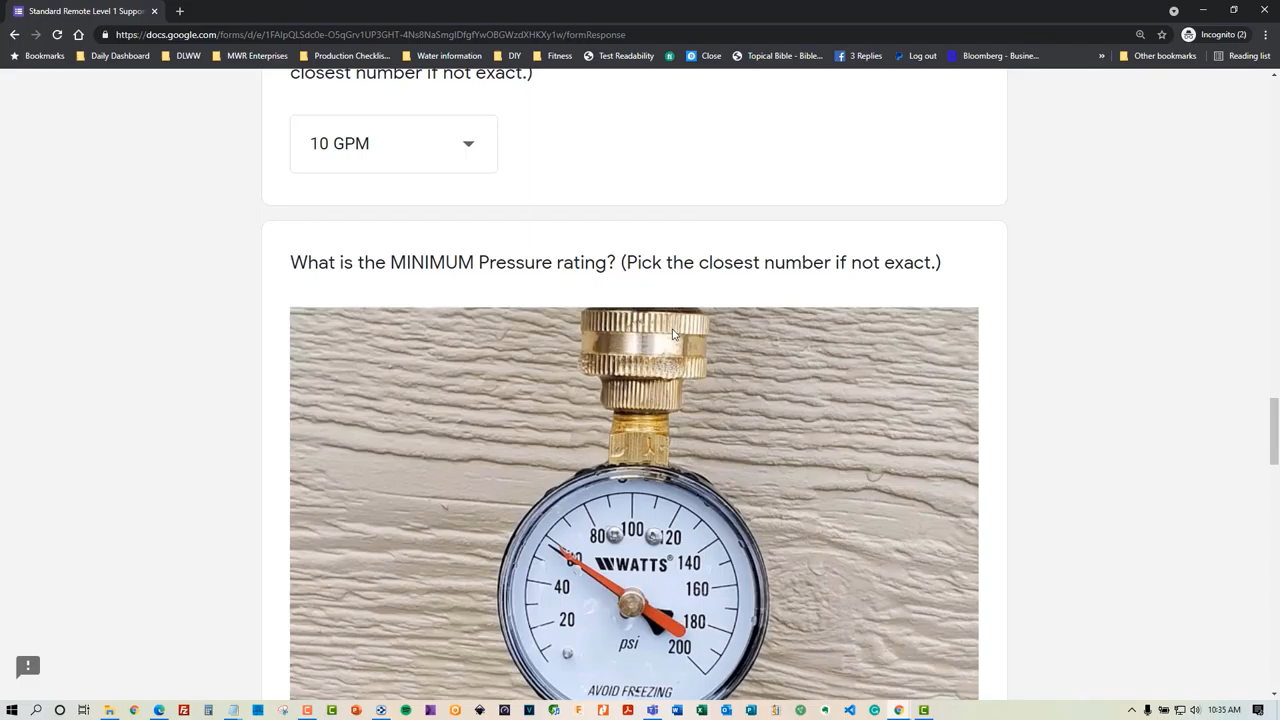 Standard Remote Level 1 Suppor
https://docs.google.com/forms/d/e/1FAIpQLSdc0e-O5qGrv1UP3GHT-4Ns8NaSmgIDfgfYwOBGWzdXHKXy1w/formResponse
Incognito (2)
Bookmarks
Daily Dashboard
DLWW
MWR Enterprises
Production Checklis...
Water information
DIY
Fitness
Test Readability
Close
Topical Bible - Bible...
3 Replies
Log out
Bloomberg - Busine...
»
Other bookmarks
Reading list
closest number if not exact.)
10 GPM
What is the MINIMUM Pressure rating? (Pick the closest number if not exact.)
80 100 120
WATTS® 140
60
40 160
20 180
psi 200
AVOID FREEZING
10:35 AM